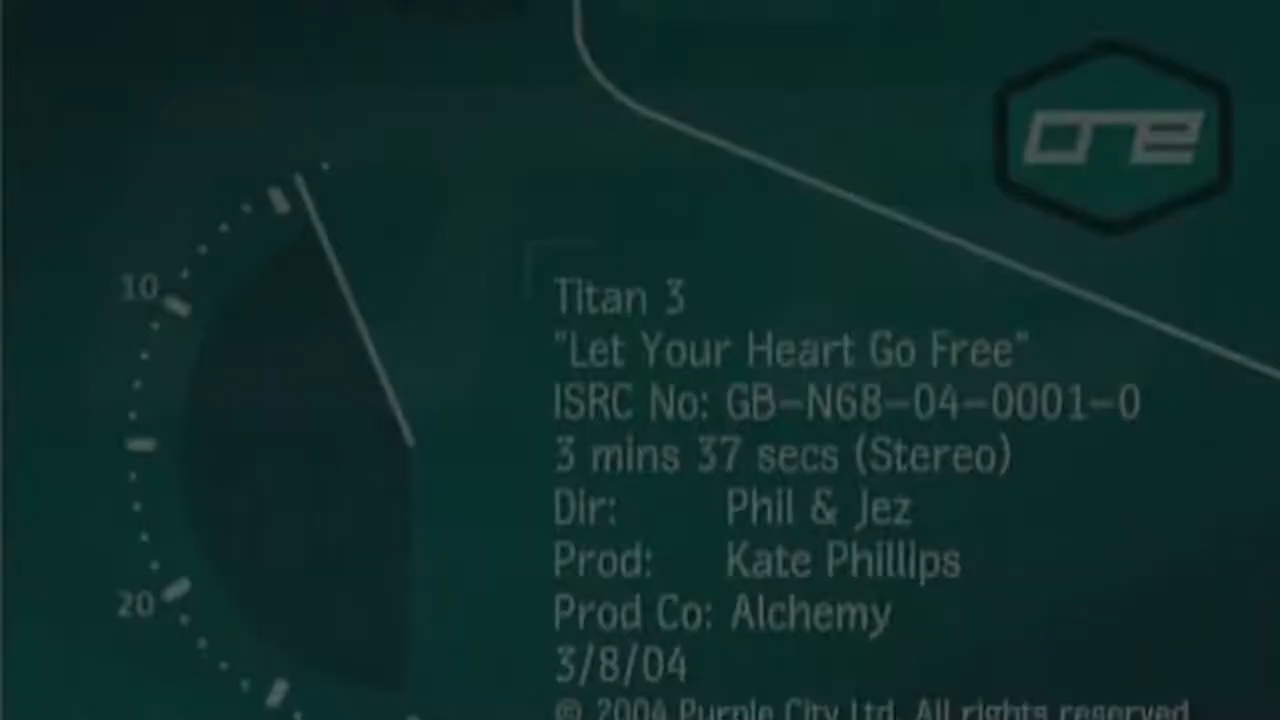 one
10
Titan 3
"Let Your Heart Go Free"
ISRC No: GB-N68-04-0001-0
3 mins 37 secs (Stereo)
Dir: Phil & Jez
Prod: Kate Phillips
20
Prod Co: Alchemy
3/8/04
© 2004 Purple City Ltd. All rights reserved